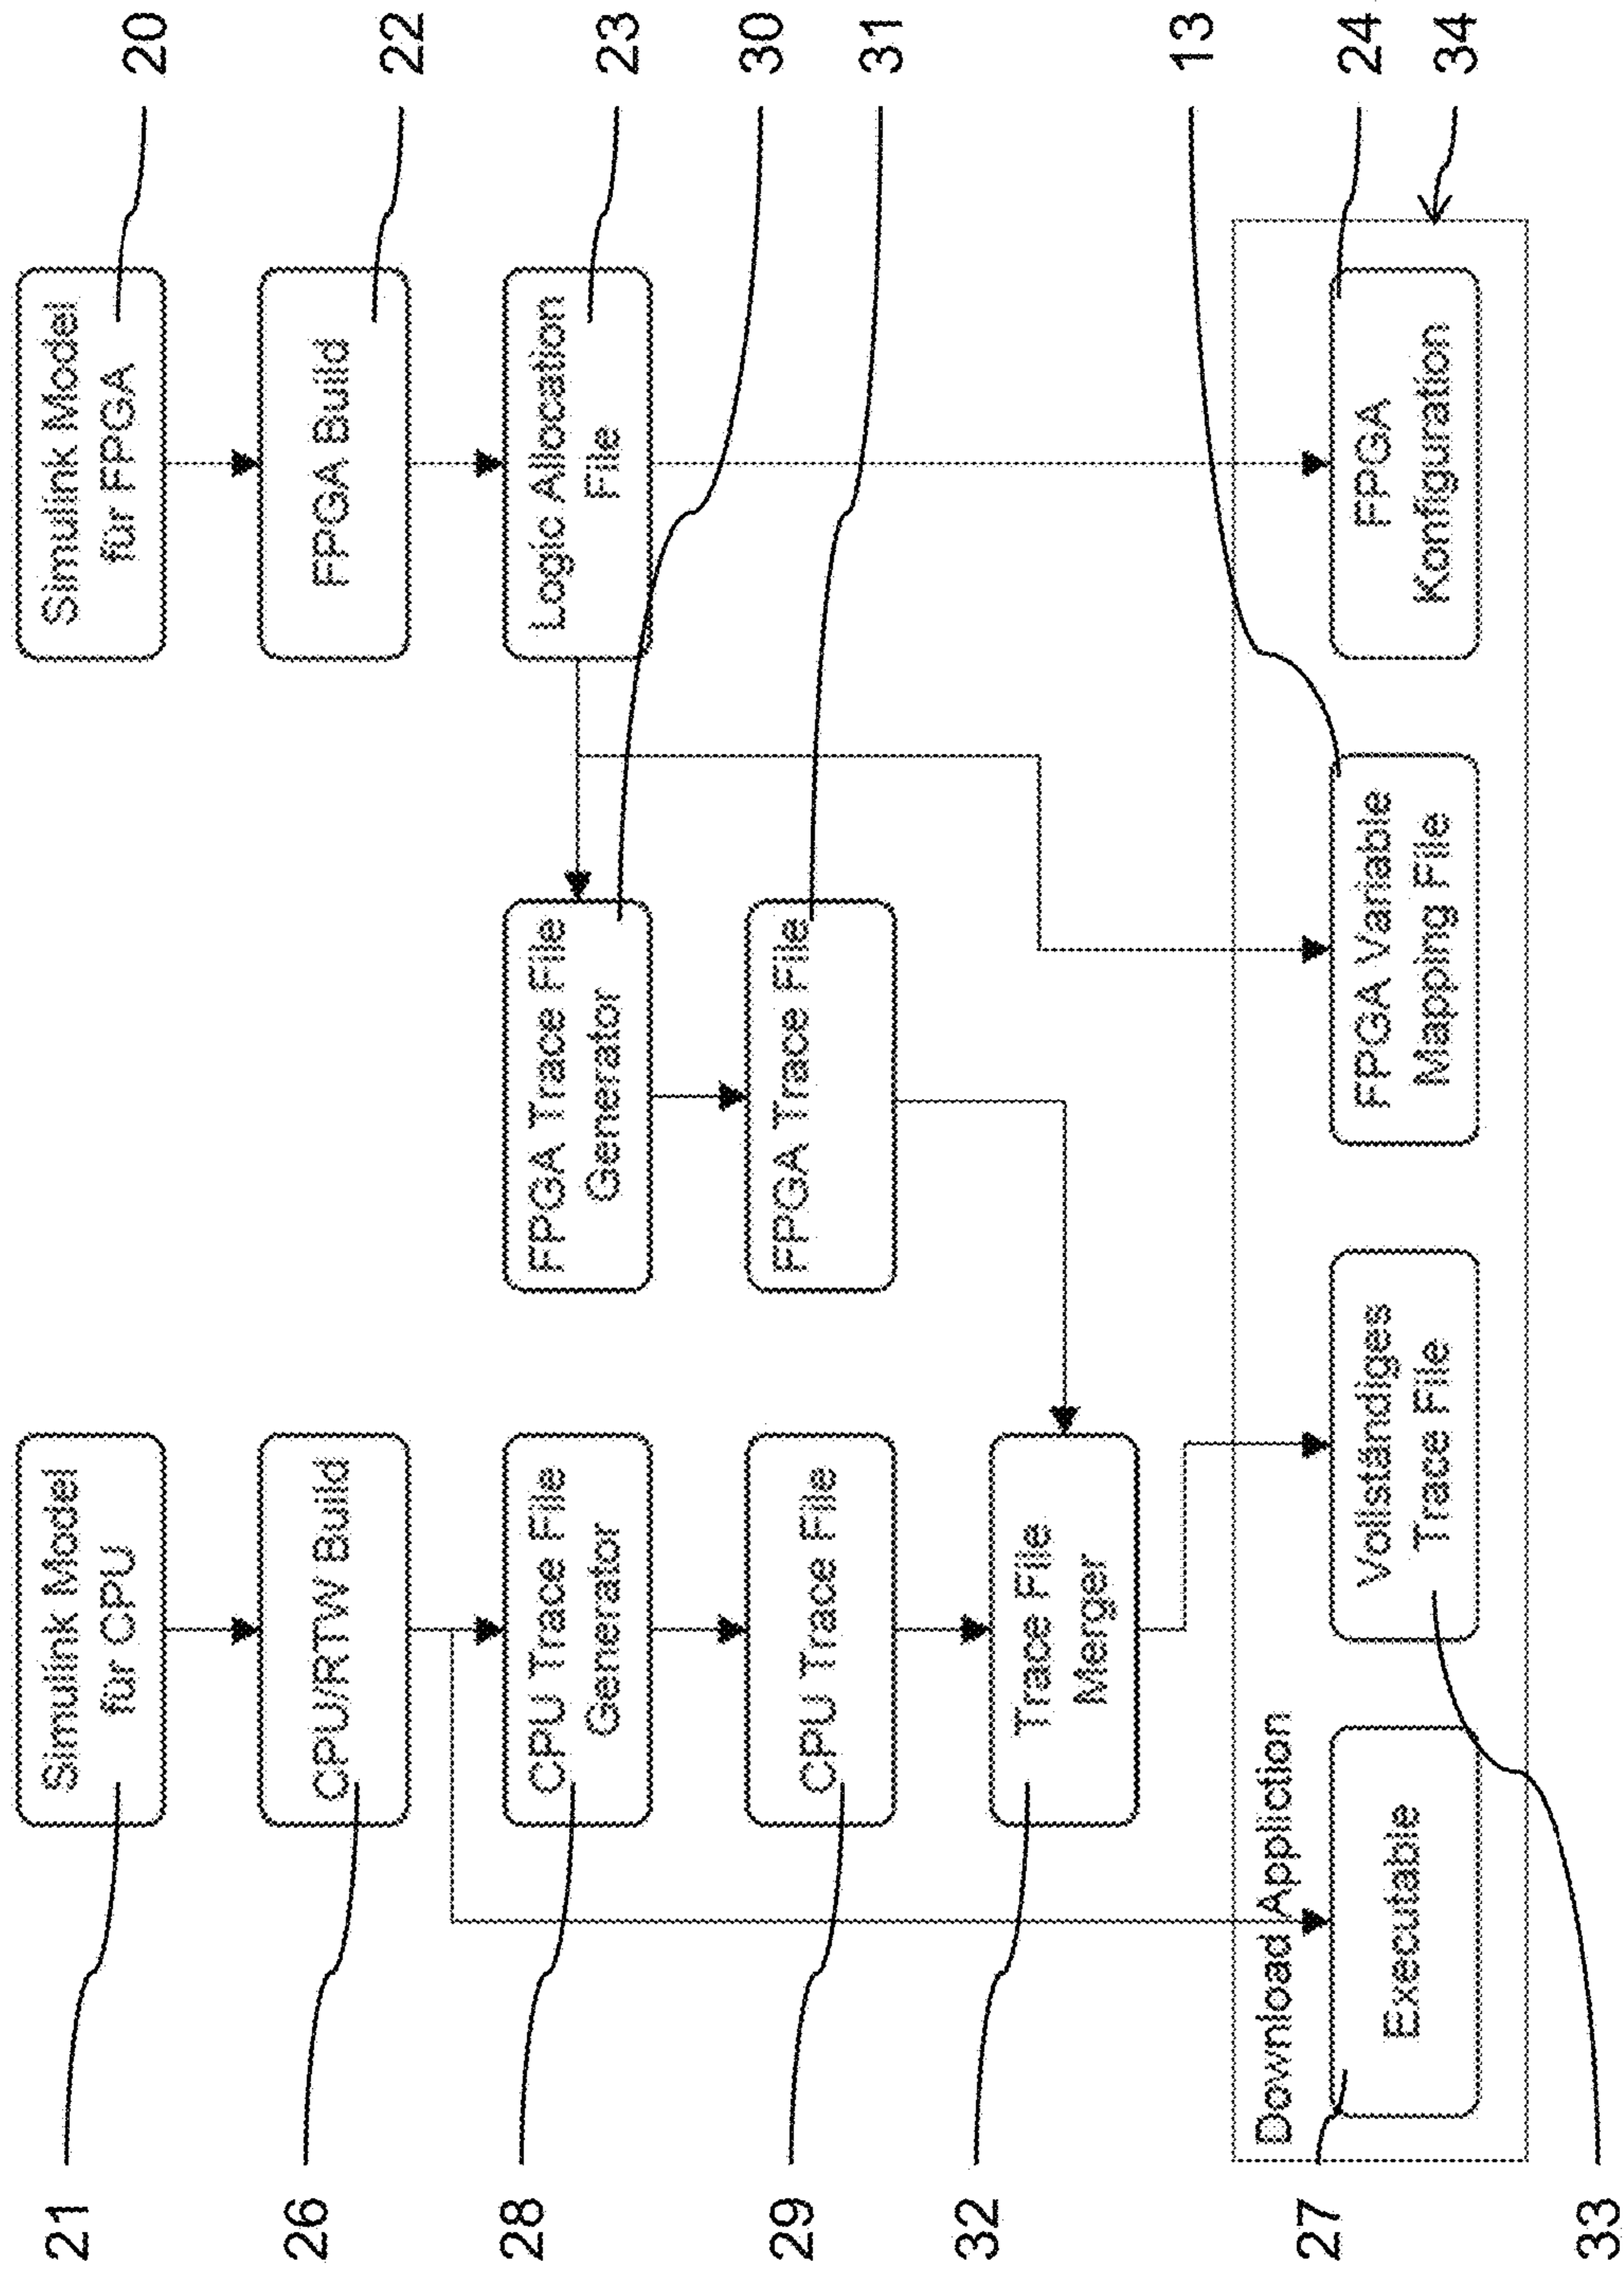 21
Simulink Model
für CPU
Simulink Model
für FPGA
20
26
CPU/RTW Build
FPGA Build
22
28
CPU Trace File
Generator
FPGA Trace File
Generator
Logic Allocation
File
23
30
29
CPU Trace File
FPGA Trace File
31
32
Trace File
Merger
13
Download Appliction
27
Executable
Vollständiges
Trace File
FPGA Variable
Mapping File
FPGA
Konfiguration
24
34
33